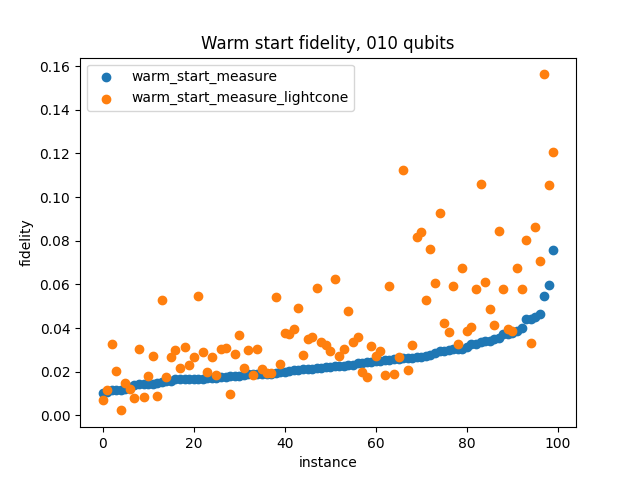 Warm start fidelity, 010 qubits
warm_start_measure
warm_start_measure_lightcone
fidelity
0.16
0.14
0.12
0.10
0.08
0.06
0.04
0.02
0.00
0 20 40 60 80 100
instance